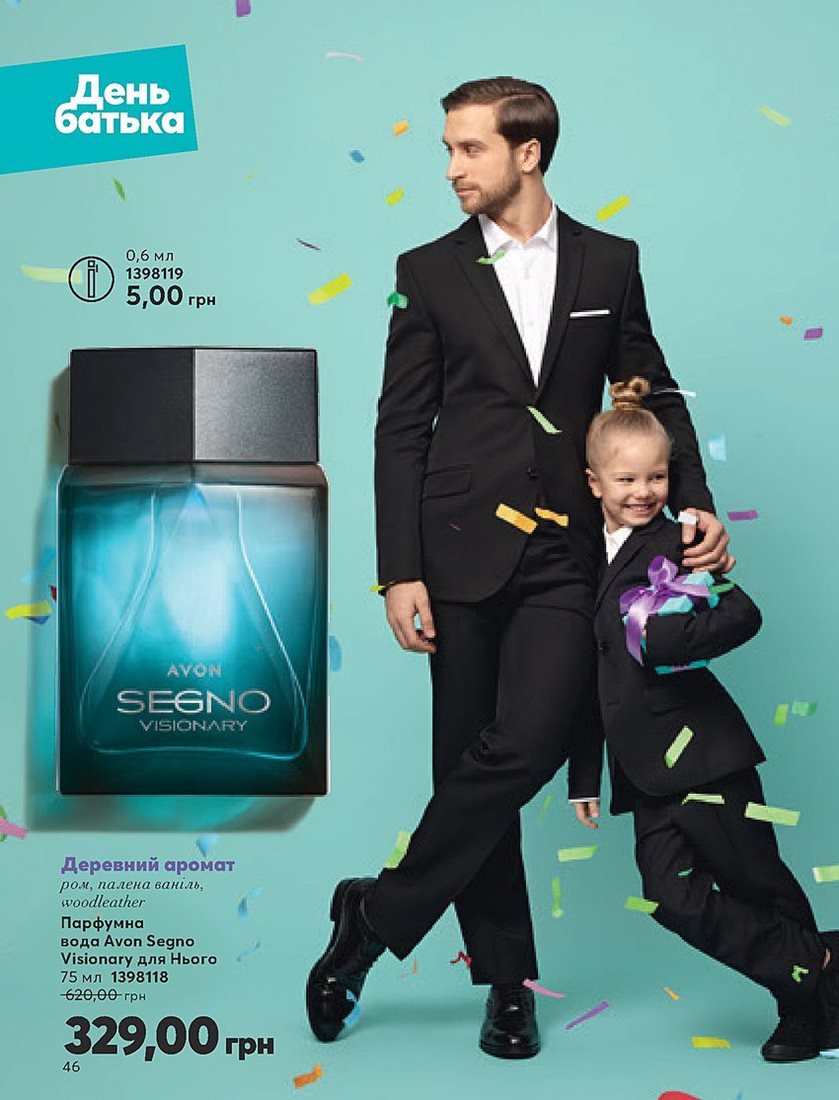 День
батька
0,6 мл
1398119
5,00 грн
AVON
SEGNO
VISIONARY
Деревний аромат
ром, палена ваніль,
woodleather
Парфумна
вода Avon Segno
Visionary для Нього
75 мл 1398118
620,00 грн
329,00 грн
46